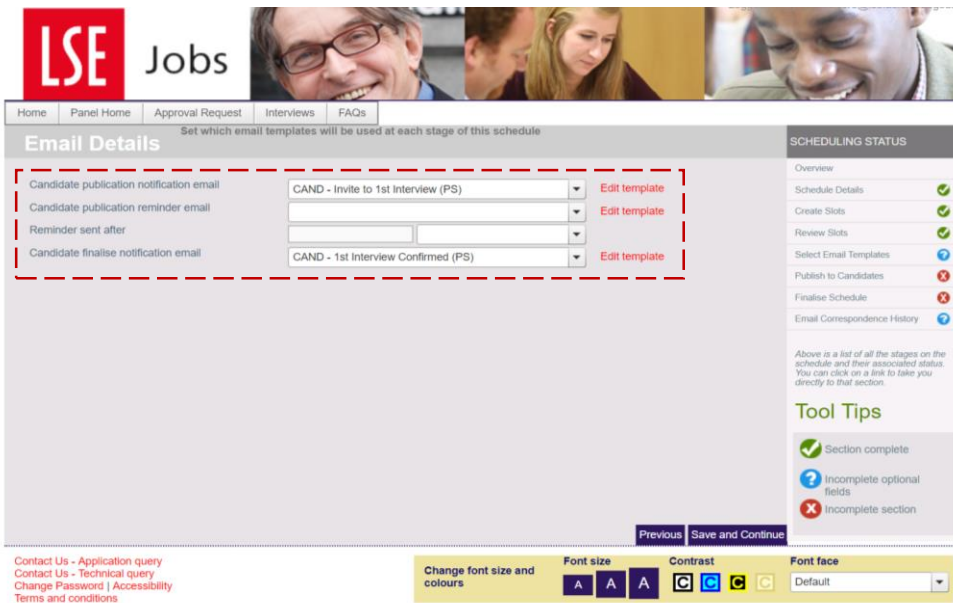 LSE Jobs
Home Panel Home Approval Request Interviews FAQs
Set which email templates will be used at each stage of this schedule
Email Details
Candidate publication notification email CAND - Invite to 1st Interview (PS) Edit template
Candidate publication reminder email Edit template
Reminder sent after
Candidate finalise notification email CAND - 1st Interview Confirmed (PS) Edit template
SCHEDULING STATUS
Overview
Schedule Details
Create Slots
Review Slots
Select Email Templates
Publish to Candidates
Finalise Schedule
Email Correspondence History
Above is a list of all the stages on the
schedule and their associated status.
You can click on a link to take you
directly to that section.
Tool Tips
Section complete
Incomplete optional
fields
Incomplete section
Previous Save and Continue
Contact Us - Application query
Contact Us - Technical query
Change Password | Accessibility
Terms and conditions
Change font size and
colours
Font size
A A A
Contrast
C C C C
Font face
Default